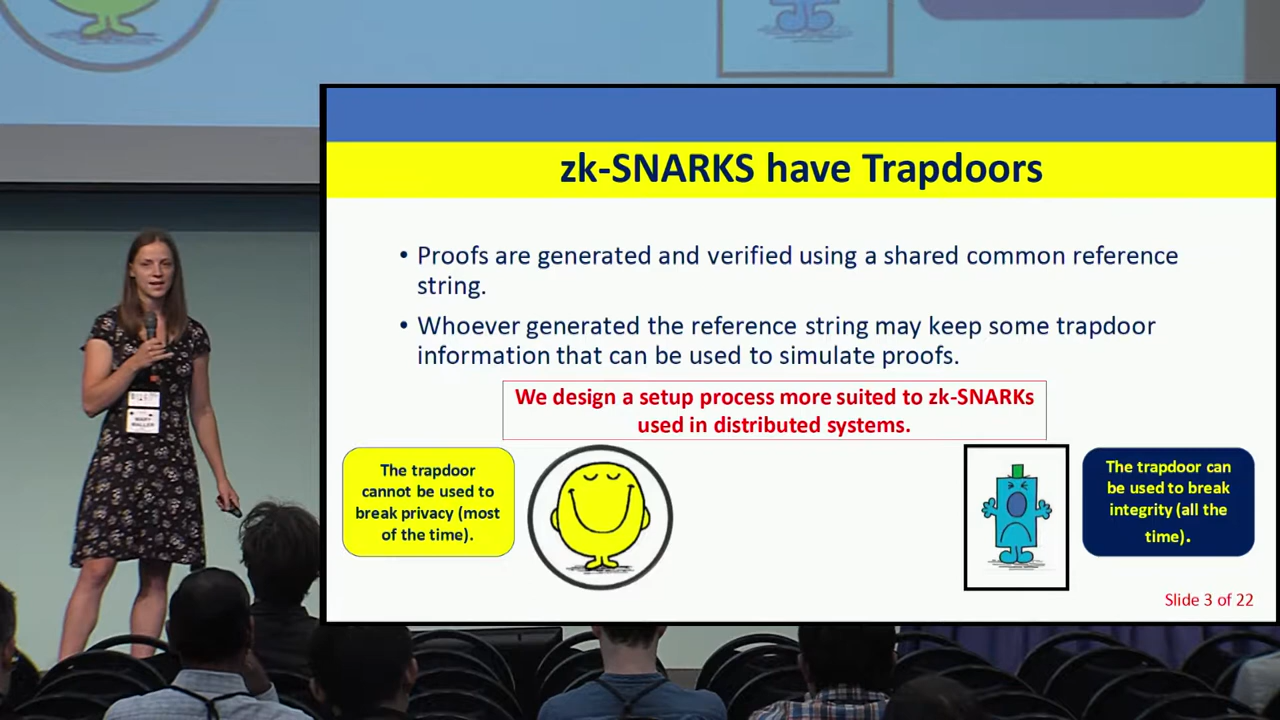 zk-SNARKS have Trapdoors
• Proofs are generated and verified using a shared common reference
string.
• Whoever generated the reference string may keep some trapdoor
information that can be used to simulate proofs.
We design a setup process more suited to zk-SNARKs
used in distributed systems.
The trapdoor
cannot be used to
break privacy (most
of the time).
The trapdoor can
be used to break
integrity (all the
time).
Slide 3 of 22
MARY
MALLER